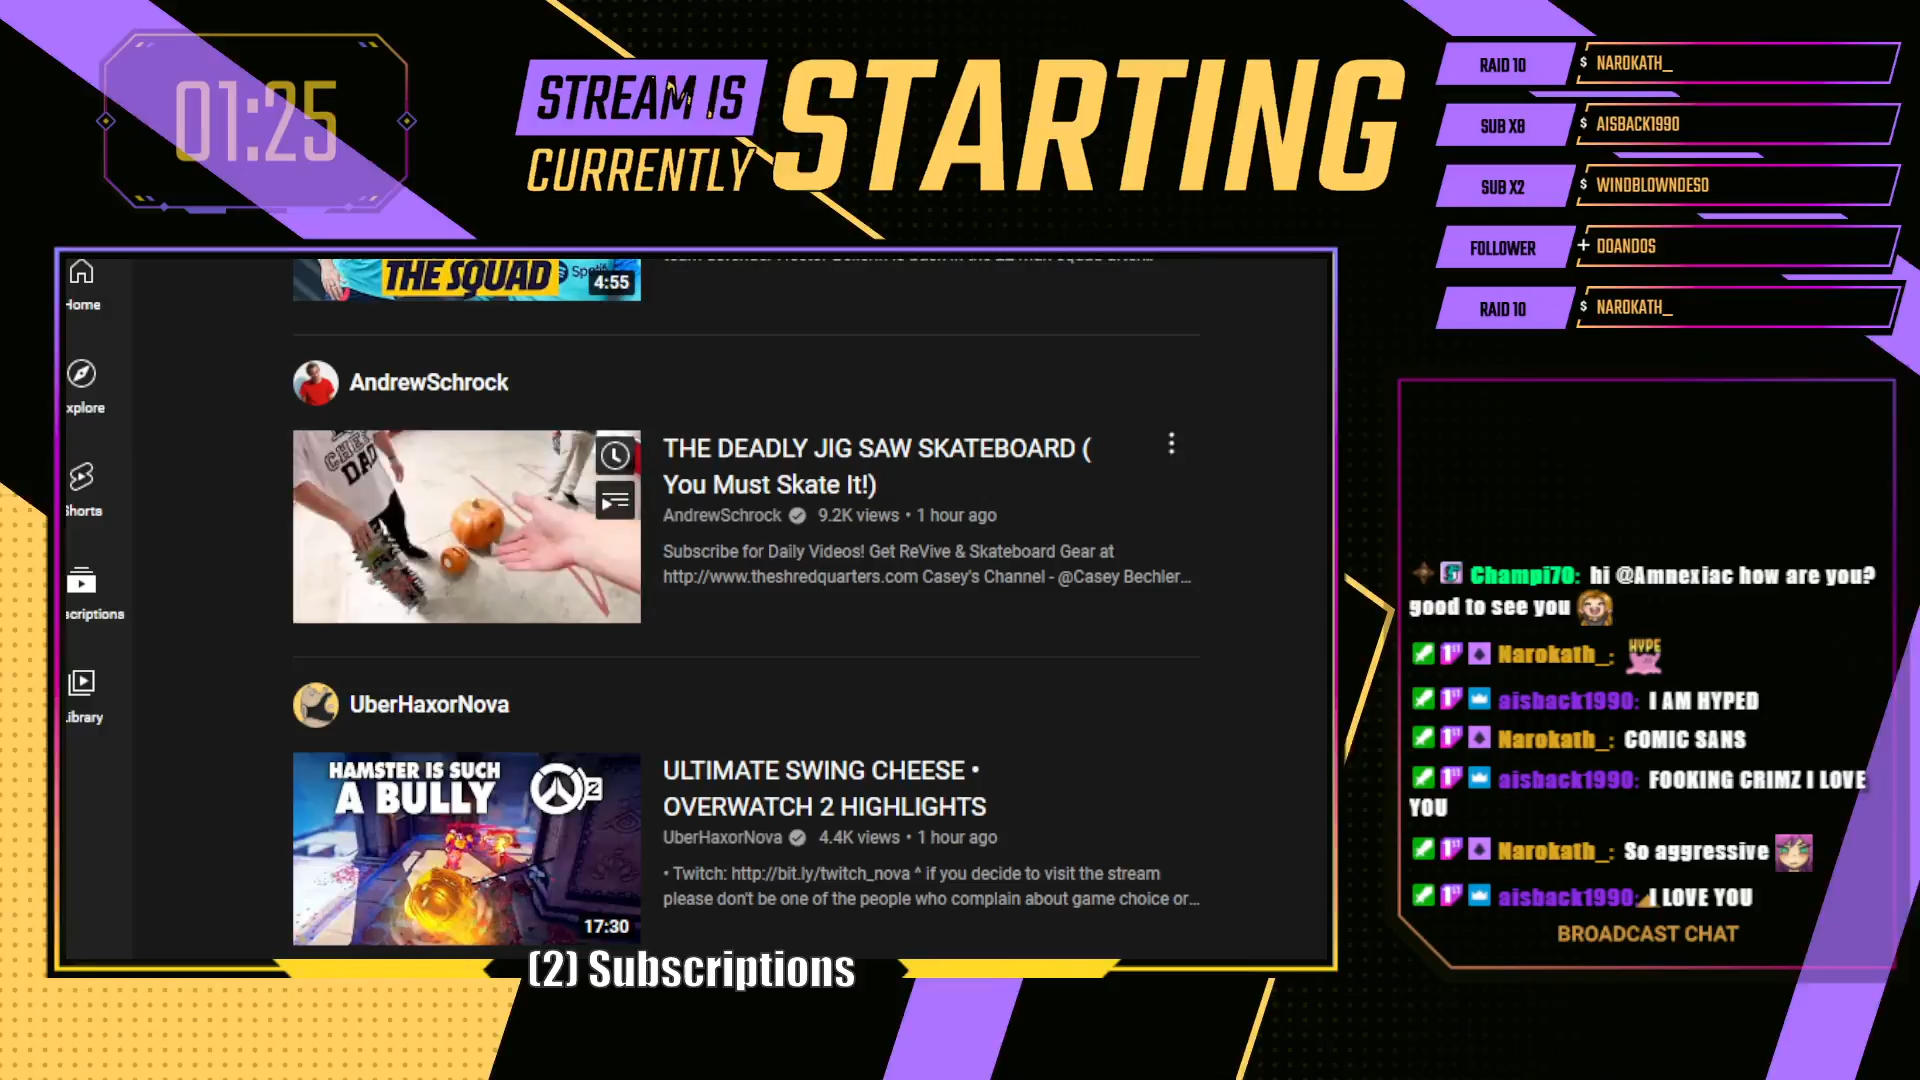 01:25
STREAM IS
CURRENTLY
STARTING
RAID 10
$ NAROKATH_
SUB X8
$ AISBACK1990
SUB X2
$ WINDBLOWNDESO
FOLLOWER
+ DOANDOS
RAID 10
$ NAROKATH_
Home
xplore
Shorts
scriptions
ibrary
THE SQUAD
4:55
AndrewSchrock
CHEF
DAD
THE DEADLY JIG SAW SKATEBOARD (
You Must Skate It!)
AndrewSchrock 9.2K views • 1 hour ago
Subscribe for Daily Videos! Get ReVive & Skateboard Gear at
http://www.theshredquarters.com Casey's Channel - @Casey Bechler...
UberHaxorNova
HAMSTER IS SUCH
A BULLY
2
17:30
ULTIMATE SWING CHEESE •
OVERWATCH 2 HIGHLIGHTS
UberHaxorNova 4.4K views • 1 hour ago
• Twitch: http://bit.ly/twitch_nova ^ if you decide to visit the stream
please don't be one of the people who complain about game choice or...
(2) Subscriptions
Champi70: hi @Amnexiac how are you?
good to see you
Narokath_: HYPE
aisback1990: I AM HYPED
Narokath_: COMIC SANS
aisback1990: FOOKING CRIMZ I LOVE
YOU
Narokath_: So aggressive
aisback1990: I LOVE YOU
BROADCAST CHAT